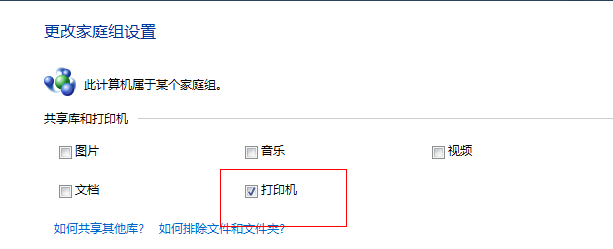 更改家庭组设置
此计算机属于某个家庭组。
共享库和打印机
图片 音乐 视频
文档 打印机
如何共享其他库? 如何排除文件和文件夹?